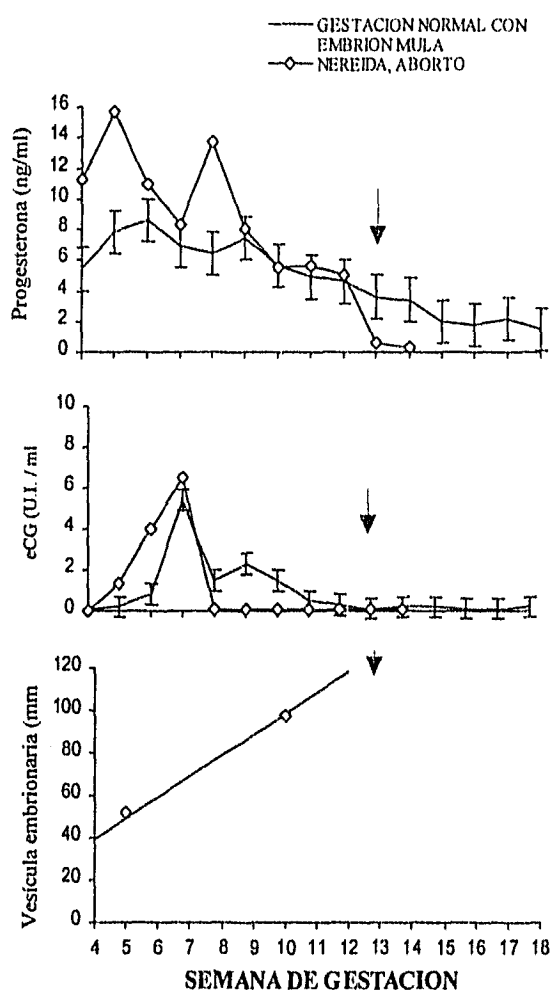 GESTACION NORMAL CON
EMBRION MULA
NEREIDA, ABORTO
Progesterona (ng/ml)
16
14
12
10
8
6
4
2
0
eCG (U.I. / ml
10
8
6
4
2
0
Vesícula embrionaria (mm
120
100
80
60
40
20
0
4 5 6 7 8 9 10 11 12 13 14 15 16 17 18
SEMANA DE GESTACION